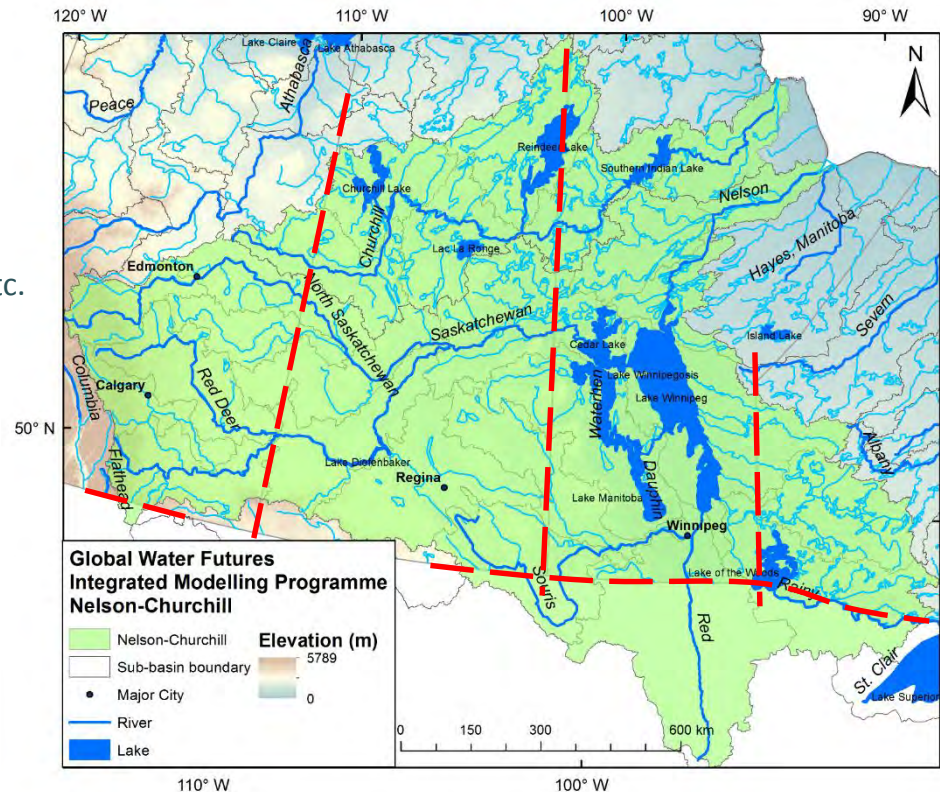 120° W
110° W
100° W
90° W
Lake Claire
Lake Athabasca
Athabasca
Peace
N
Reindeer Lake
Southern Indian Lake
Churchill Lake
Nelson
Churchill
Lac La Ronge
Hayes, Manitoba
Edmonton
tc.
North Saskatchewan
Saskatchewan
Severn
Cedar Lake
Island Lake
Columbia
Calgary
Red Deer
Lake Winnipegosis
Waterhen
Lake Winnipeg
50° N
Albany
Flathead
Lake Diefenbaker
Regina
Dauphin
Lake Manitoba
Winnipeg
Souris
Lake of the Woods
Rainy
Red
St. Clair
Lake Superior
Global Water Futures
Integrated Modelling Programme
Nelson-Churchill
Nelson-Churchill
Sub-basin boundary
Major City
River
Lake
Elevation (m)
5789
0
0 150 300 600 km
110° W
100° W